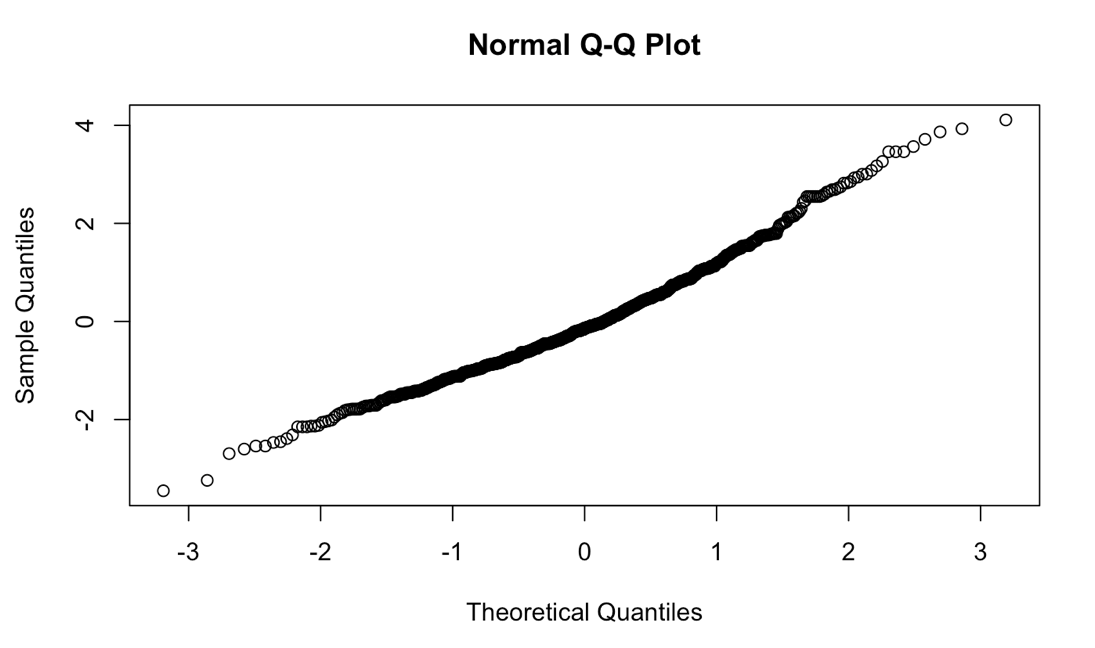 Normal Q-Q Plot
Sample Quantiles
4
2
0
-2
-3 -2 -1 0 1 2 3
Theoretical Quantiles